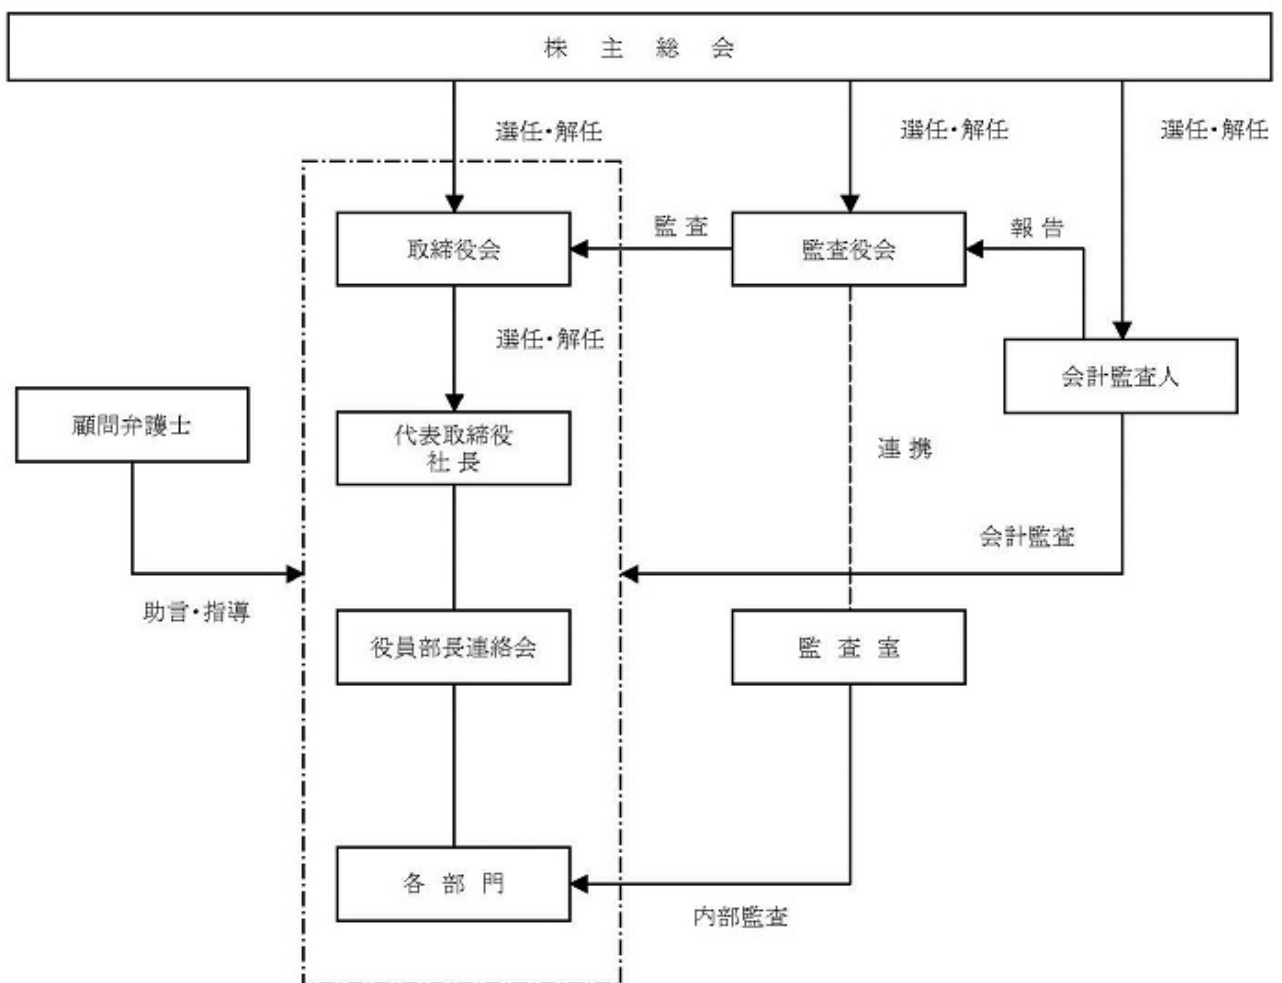 株主総会
選任・解任
選任・解任
選任・解任
取締役会
監査
監査役会
報告
選任・解任
会計監査人
顧問弁護士
代表取締役
社長
連携
会計監査
助言・指導
役員部長連絡会
監査室
各部門
内部監査